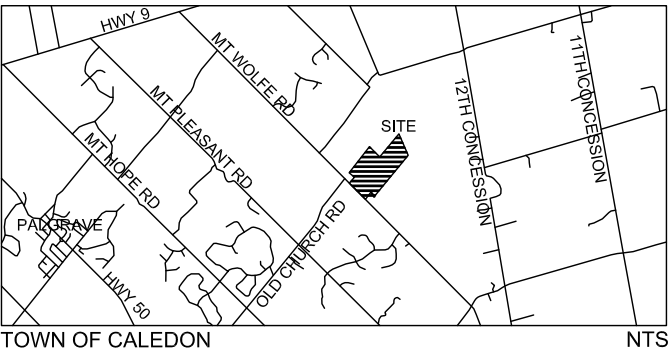 HWY 9
MT WOLFE RD
11TH CONCESSION
12TH CONCESSION
MT PLEASANT RD
SITE
MT HOPE RD
PALGRAVE
OLD CHURCH RD
HWY 50
TOWN OF CALEDON
NTS